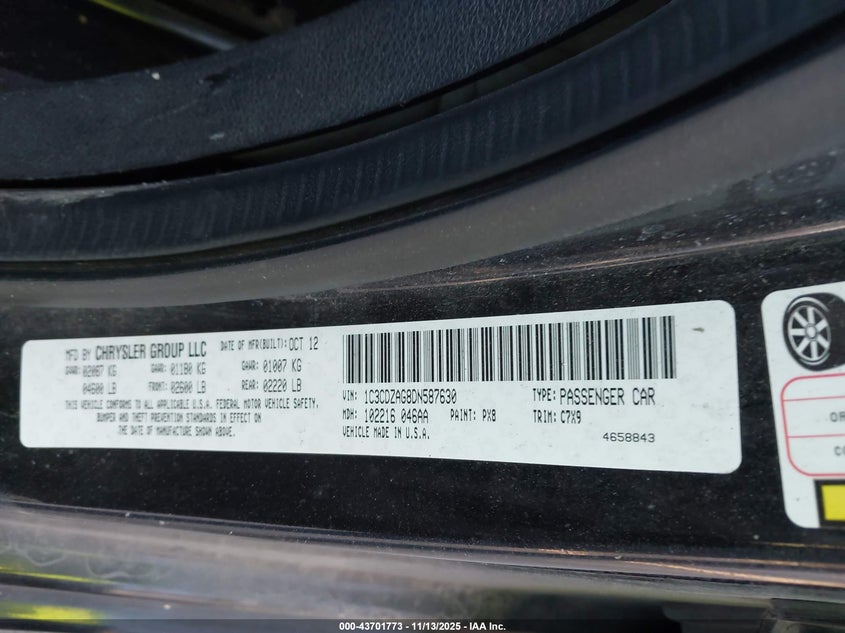 MFD BY CHRYSLER GROUP LLC DATE OF MFR(BUILT): OCT 12
GVWR: 02087 KG GAWR: 01180 KG GAWR: 01007 KG
04600 LB FRONT: 02600 LB REAR: 02220 LB
THIS VEHICLE CONFORMS TO ALL U.S.A. FEDERAL MOTOR VEHICLE SAFETY,
BUMPER AND THEFT PREVENTION STANDARDS IN EFFECT ON
THE DATE OF MANUFACTURE SHOWN ABOVE.
VIN: 1C3CDZAG8DN587630 TYPE: PASSENGER CAR
MDH: 102216 046AA PAINT: PX8 TRIM: C7X9
VEHICLE MADE IN U.S.A.
4658843
000-43701773 - 11/13/2025 - IAA Inc.